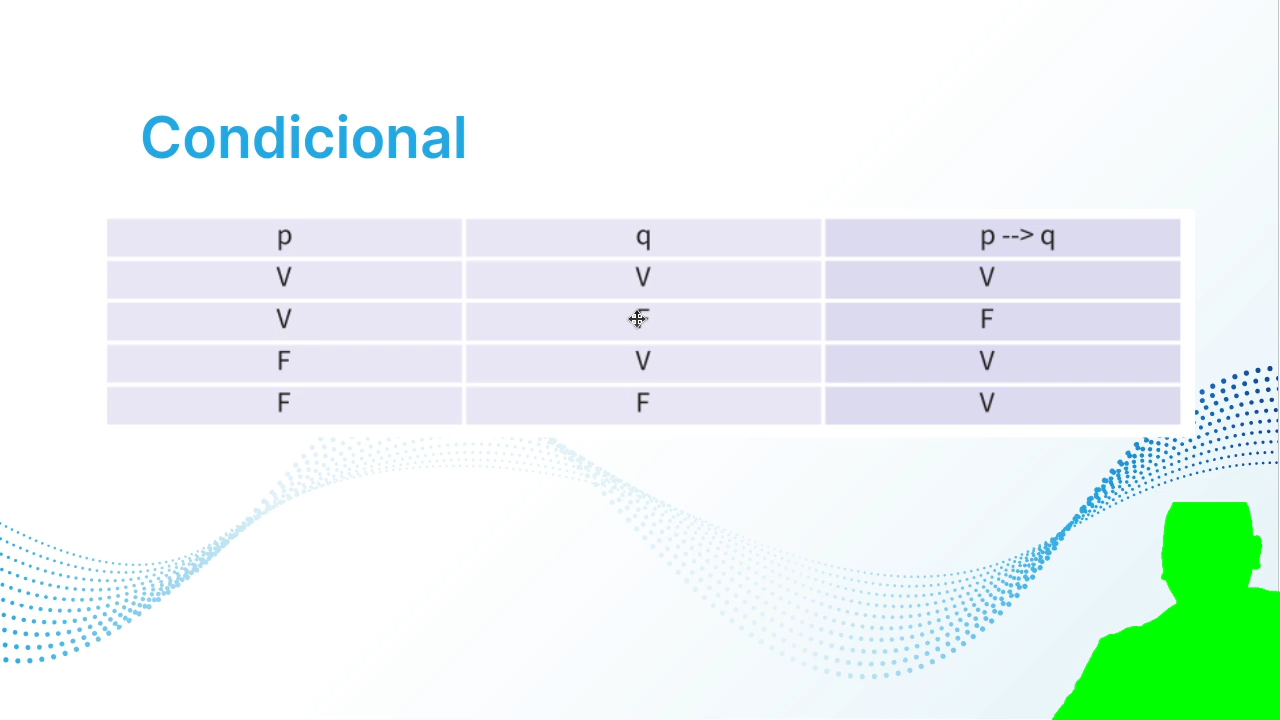 Condicional
p q p --> q
V V V
V F F
F V V
F F V